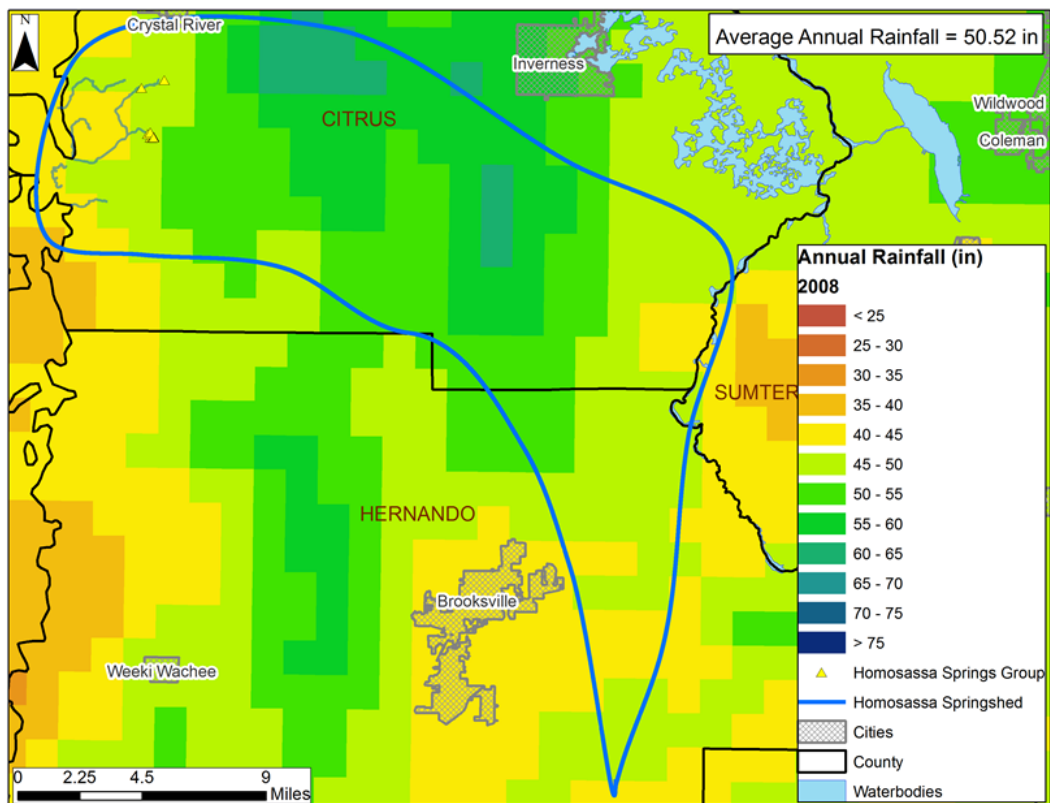 N
Crystal River
Average Annual Rainfall = 50.52 in
Inverness
Wildwood
Coleman
CITRUS
SUMTER
HERNANDO
Brooksville
Weeki Wachee
Annual Rainfall (in)
2008
< 25
25 - 30
30 - 35
35 - 40
40 - 45
45 - 50
50 - 55
55 - 60
60 - 65
65 - 70
70 - 75
> 75
Homosassa Springs Group
Homosassa Springshed
Cities
County
Waterbodies
0 2.25 4.5 9
Miles